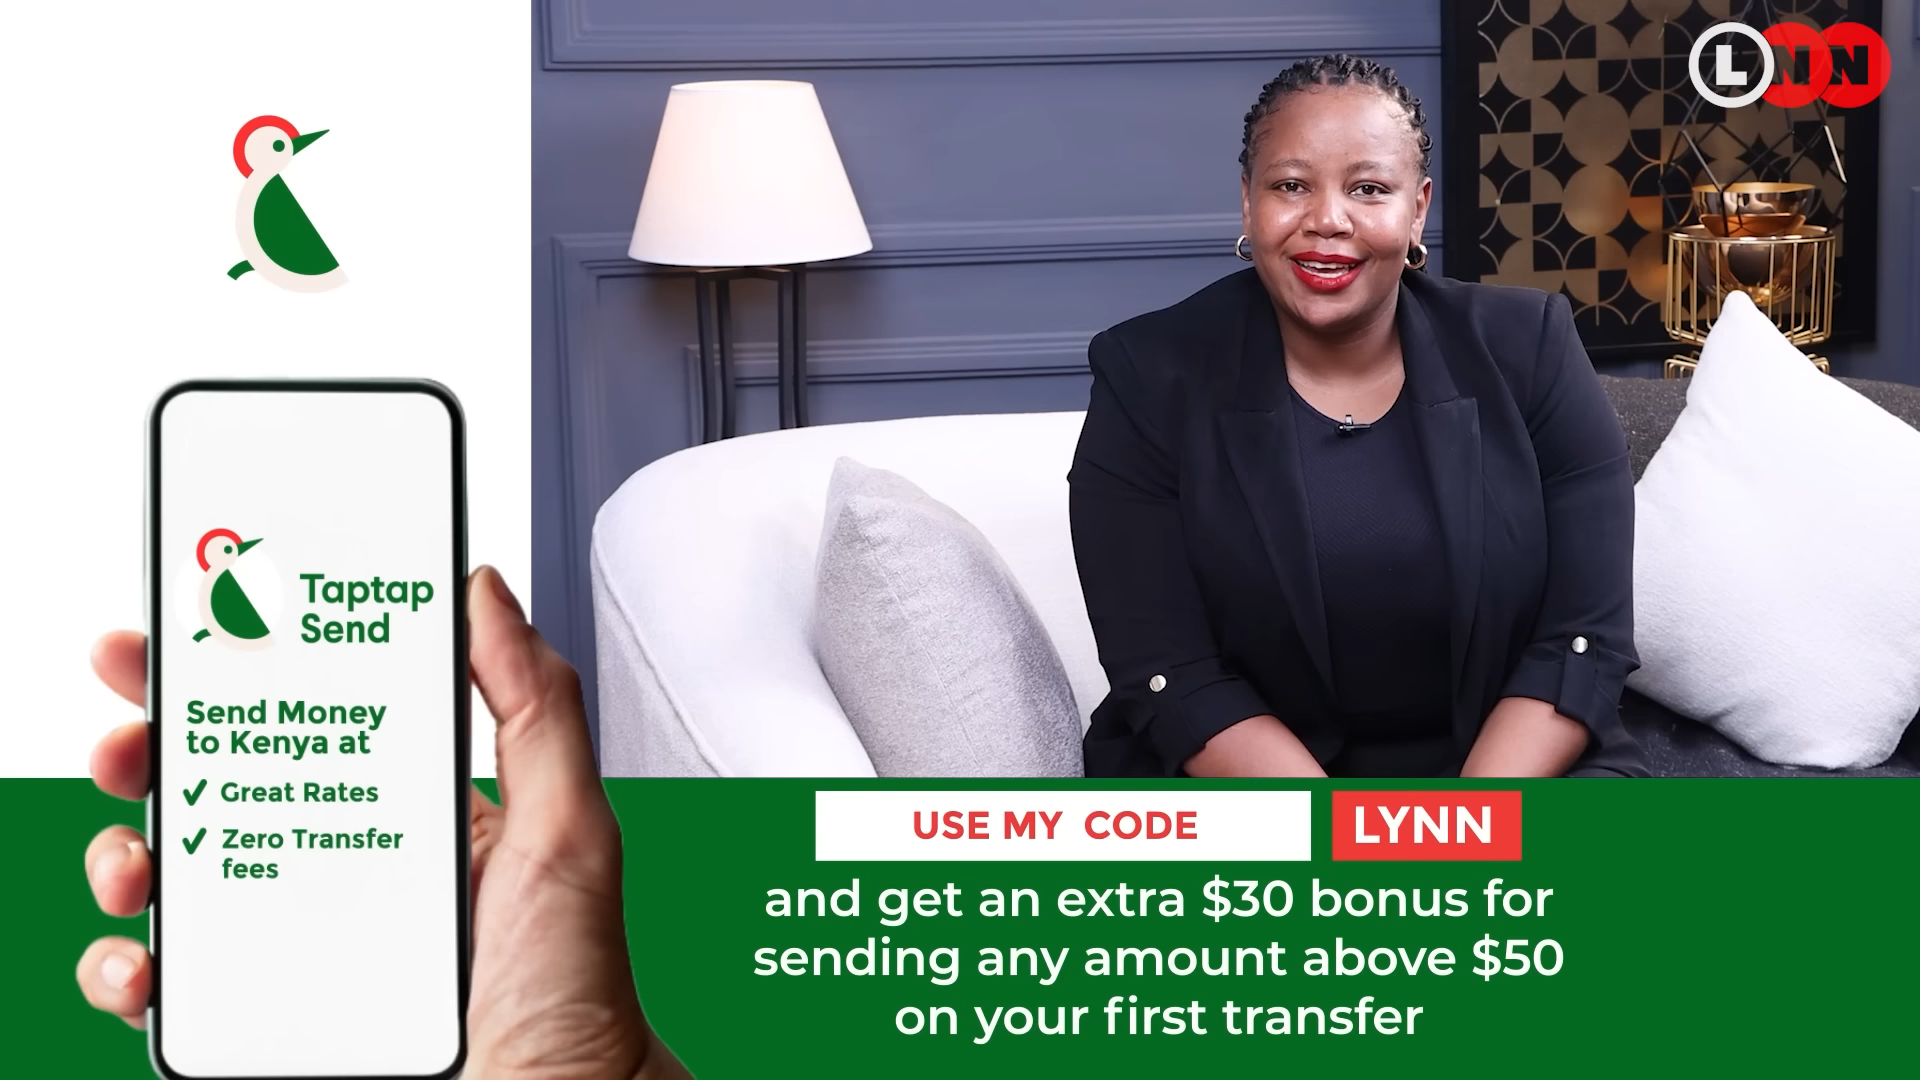 LNN
Taptap
Send
Send Money
to Kenya at
Great Rates
Zero Transfer
fees
USE MY CODE
LYNN
and get an extra $30 bonus for
sending any amount above $50
on your first transfer